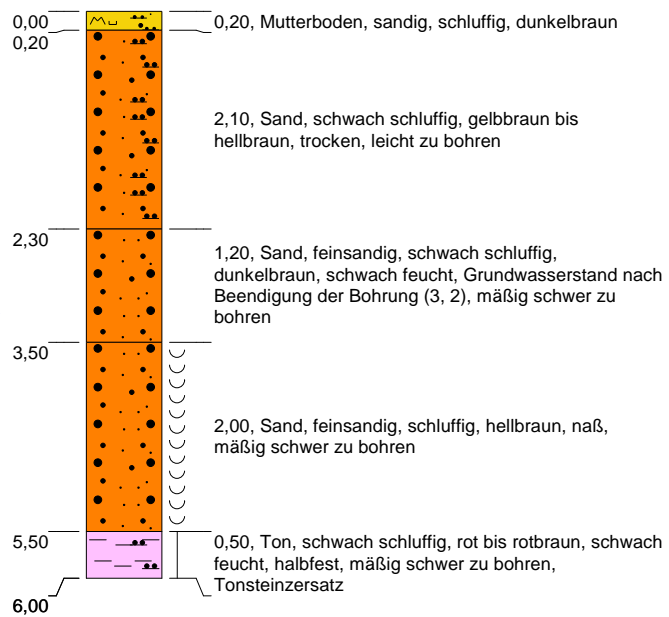 0,00
0,20, Mutterboden, sandig, schluffig, dunkelbraun
0,20
2,10, Sand, schwach schluffig, gelbbraun bis
hellbraun, trocken, leicht zu bohren
2,30
1,20, Sand, feinsandig, schwach schluffig,
dunkelbraun, schwach feucht, Grundwasserstand nach
Beendigung der Bohrung (3, 2), mäßig schwer zu
bohren
3,50
2,00, Sand, feinsandig, schluffig, hellbraun, naß,
mäßig schwer zu bohren
5,50
0,50, Ton, schwach schluffig, rot bis rotbraun, schwach
feucht, halbfest, mäßig schwer zu bohren,
Tonsteinzersatz
6,00